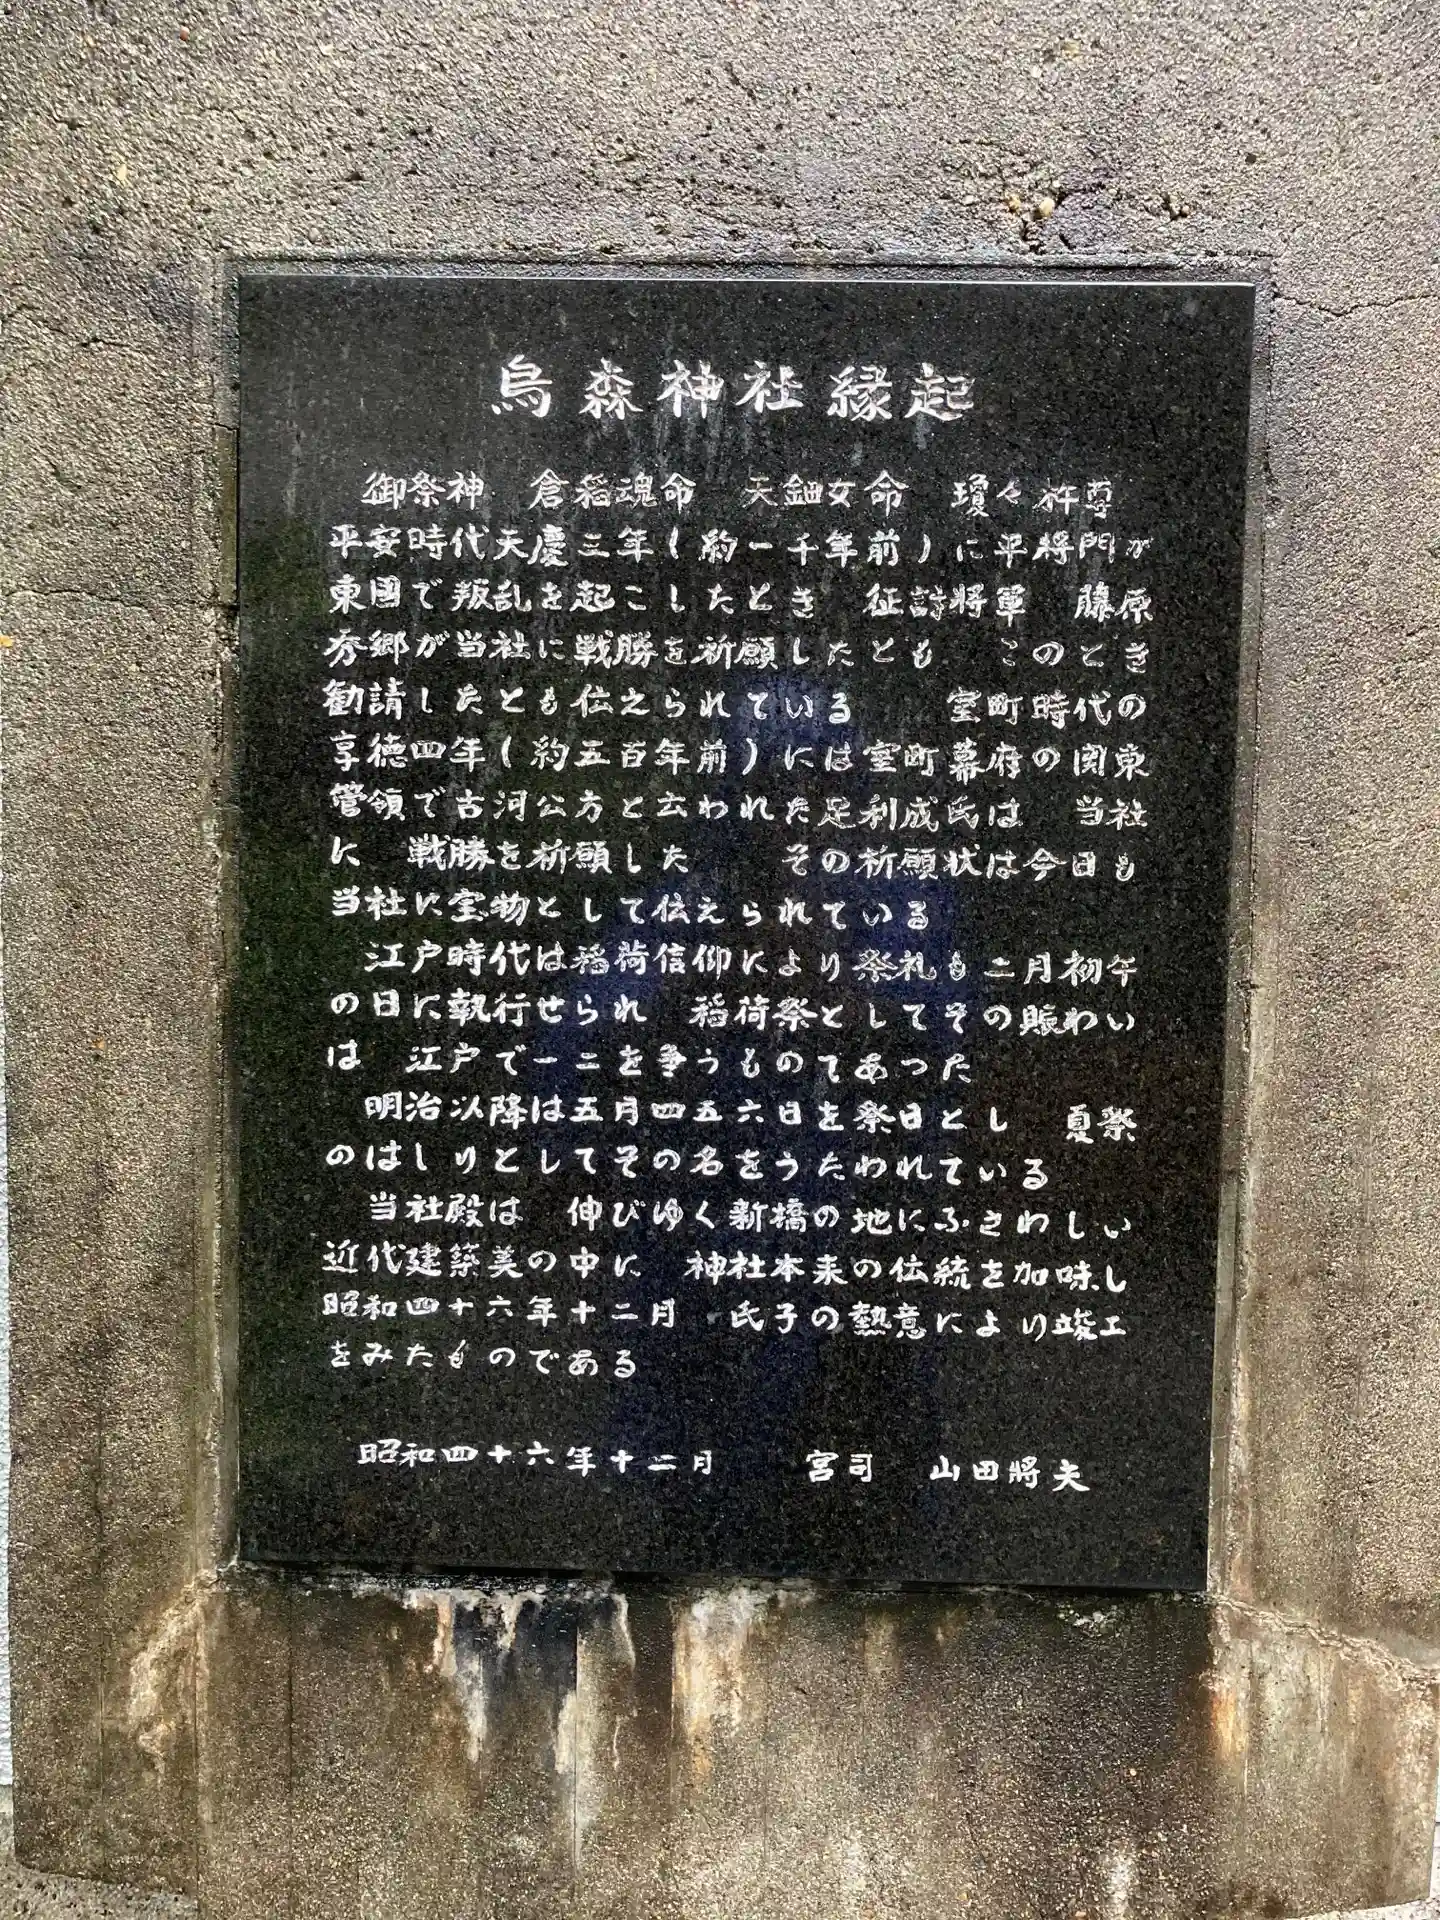 烏森神社縁起
御祭神　倉稲魂命　天鈿女命　瓊々杵尊
平安時代天慶三年(約一千年前)に平将門が
東國で叛乱を起こしたとき　征討将軍　藤原
秀郷が当社に戦勝を祈願したとも　このとき
勧請したとも伝えられている　　室町時代の
享徳四年(約五百年前)には室町幕府の関東
管領で古河公方と云われた足利成氏は　当社
に　戦勝を祈願した　　その祈願状は今日も
当社に宝物として伝えられている
江戸時代は稲荷信仰により祭礼も二月初午
の日に執行せられ　稲荷祭としてその賑わい
は　江戸で一二を争うものであつた
明治以降は五月四五六日を祭日とし　夏祭
のはしりとしてその名をうたわれている
当社殿は　伸びゆく新橋の地にふさわしい
近代建築美の中に　神社本来の伝統を加味し
昭和四十六年十二月　氏子の熱意により竣工
をみたものである
昭和四十六年十二月　　宮司　山田將夫